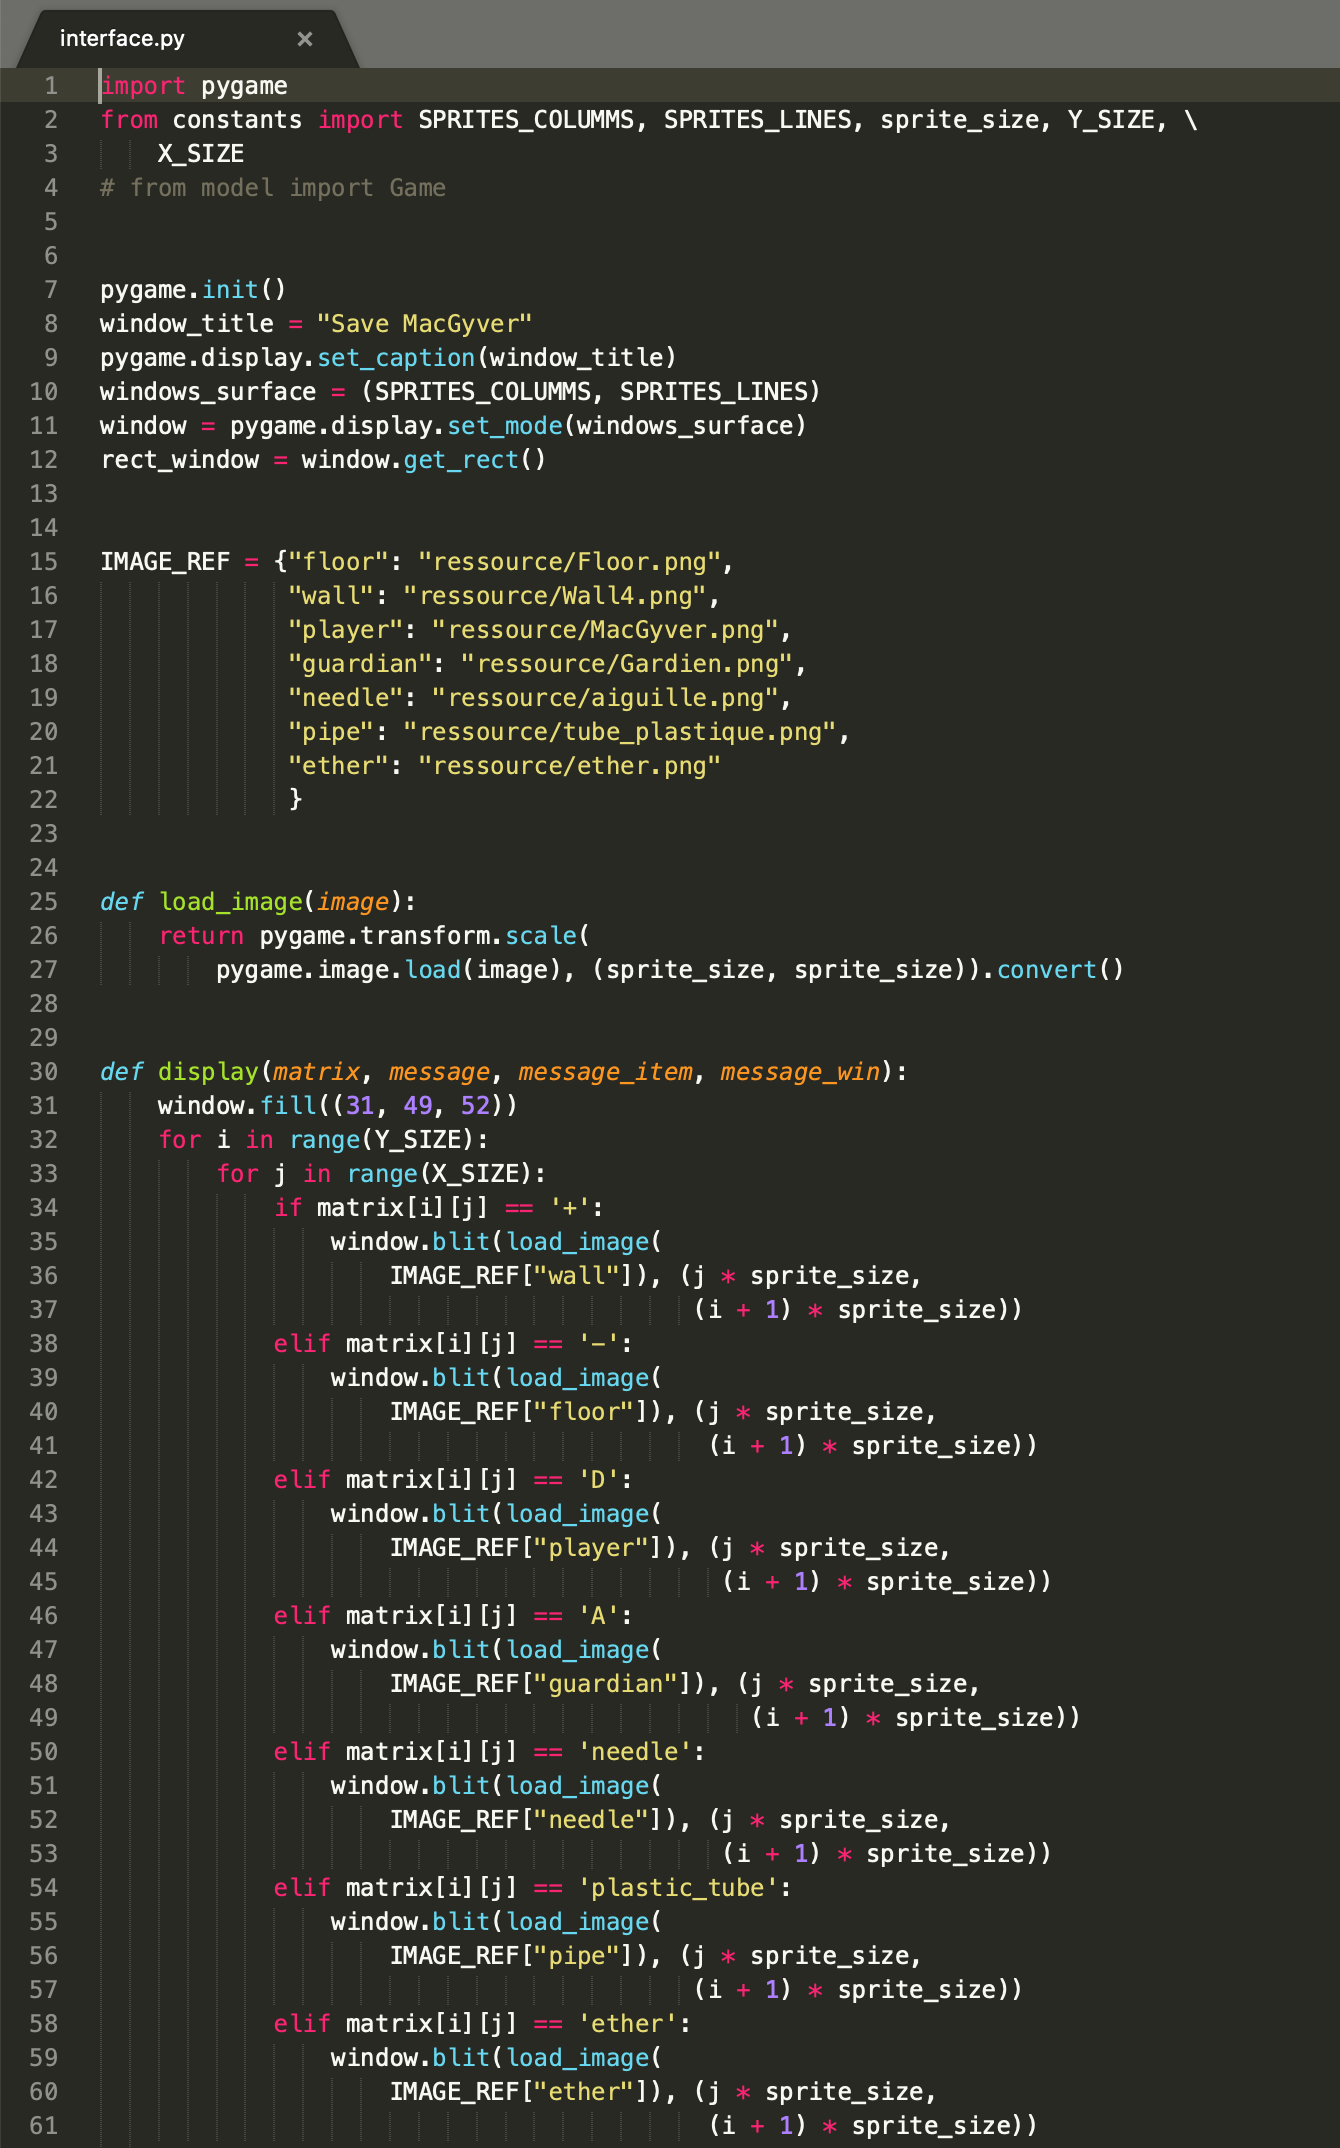 interface.py ×
1 import pygame
2 from constants import SPRITES_COLUMMS, SPRITES_LINES, sprite_size, Y_SIZE, \
3     X_SIZE
4 # from model import Game
5
6
7 pygame.init()
8 window_title = "Save MacGyver"
9 pygame.display.set_caption(window_title)
10 windows_surface = (SPRITES_COLUMMS, SPRITES_LINES)
11 window = pygame.display.set_mode(windows_surface)
12 rect_window = window.get_rect()
13
14
15 IMAGE_REF = {"floor": "ressource/Floor.png",
16              "wall": "ressource/Wall4.png",
17              "player": "ressource/MacGyver.png",
18              "guardian": "ressource/Gardien.png",
19              "needle": "ressource/aiguille.png",
20              "pipe": "ressource/tube_plastique.png",
21              "ether": "ressource/ether.png"
22              }
23
24
25 def load_image(image):
26     return pygame.transform.scale(
27         pygame.image.load(image), (sprite_size, sprite_size)).convert()
28
29
30 def display(matrix, message, message_item, message_win):
31     window.fill((31, 49, 52))
32     for i in range(Y_SIZE):
33         for j in range(X_SIZE):
34             if matrix[i][j] == '+':
35                 window.blit(load_image(
36                     IMAGE_REF["wall"]), (j * sprite_size,
37                                          (i + 1) * sprite_size))
38             elif matrix[i][j] == '-':
39                 window.blit(load_image(
40                     IMAGE_REF["floor"]), (j * sprite_size,
41                                           (i + 1) * sprite_size))
42             elif matrix[i][j] == 'D':
43                 window.blit(load_image(
44                     IMAGE_REF["player"]), (j * sprite_size,
45                                            (i + 1) * sprite_size))
46             elif matrix[i][j] == 'A':
47                 window.blit(load_image(
48                     IMAGE_REF["guardian"]), (j * sprite_size,
49                                              (i + 1) * sprite_size))
50             elif matrix[i][j] == 'needle':
51                 window.blit(load_image(
52                     IMAGE_REF["needle"]), (j * sprite_size,
53                                            (i + 1) * sprite_size))
54             elif matrix[i][j] == 'plastic_tube':
55                 window.blit(load_image(
56                     IMAGE_REF["pipe"]), (j * sprite_size,
57                                          (i + 1) * sprite_size))
58             elif matrix[i][j] == 'ether':
59                 window.blit(load_image(
60                     IMAGE_REF["ether"]), (j * sprite_size,
61                                           (i + 1) * sprite_size))